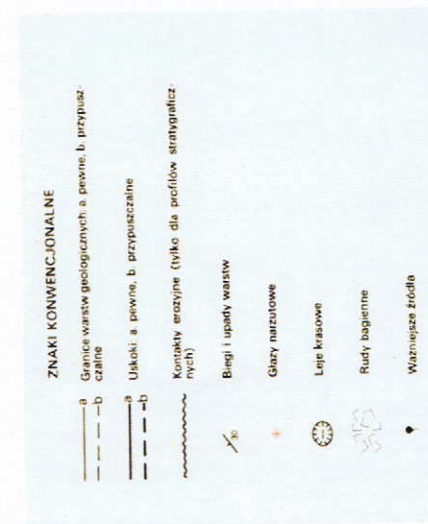 ZNAKI KONWENCJONALNE
a Granice warstw geologicznych: a. pewne, b. przypusz-
b czalne
a Uskoki: a. pewne, b. przypuszczalne
b
Kontakty erozyjne (tylko dla profilów stratygraficz-
nych)
30 Biegi i upady warstw
Głazy narzutowe
Leje krasowe
Rudy bagienne
Ważniejsze źródła